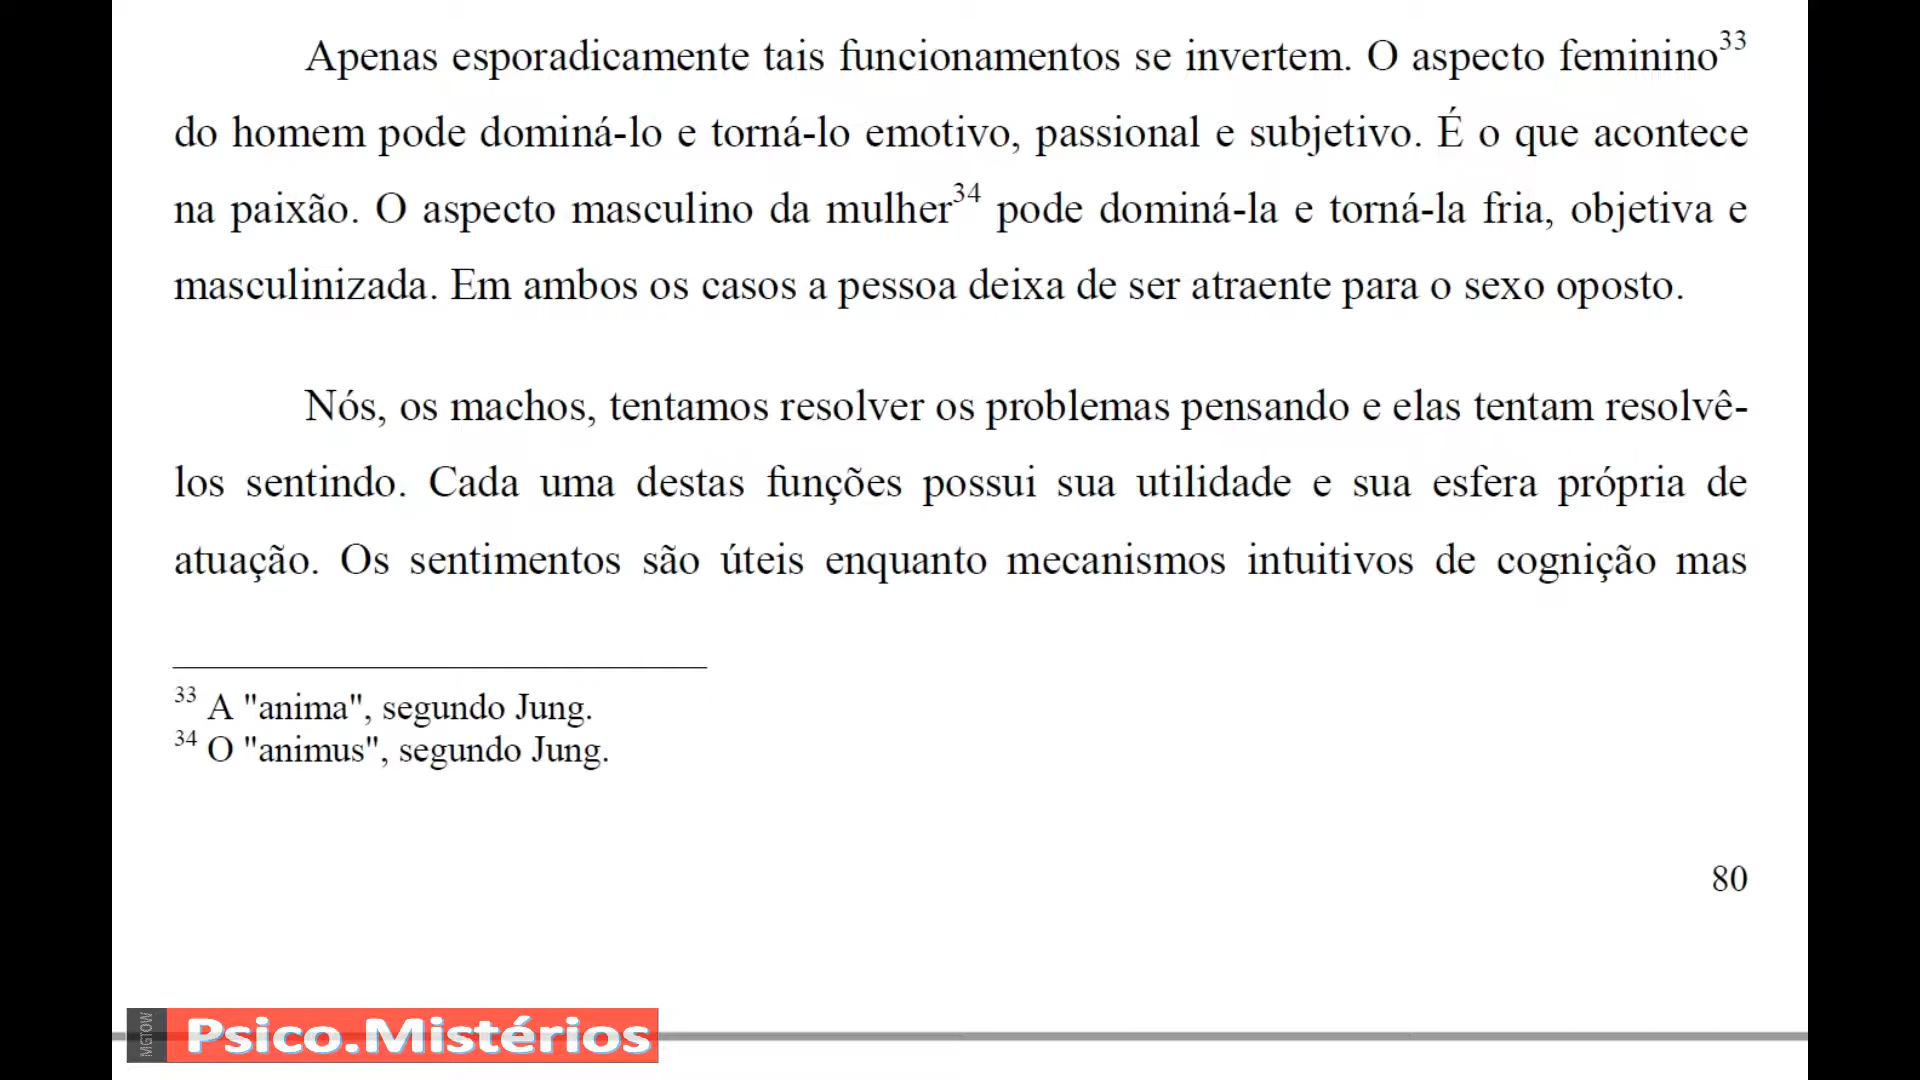 Apenas esporadicamente tais funcionamentos se invertem. O aspecto feminino33
do homem pode dominá-lo e torná-lo emotivo, passional e subjetivo. É o que acontece
na paixão. O aspecto masculino da mulher34 pode dominá-la e torná-la fria, objetiva e
masculinizada. Em ambos os casos a pessoa deixa de ser atraente para o sexo oposto.
Nós, os machos, tentamos resolver os problemas pensando e elas tentam resolvê-
los sentindo. Cada uma destas funções possui sua utilidade e sua esfera própria de
atuação. Os sentimentos são úteis enquanto mecanismos intuitivos de cognição mas
33 A "anima", segundo Jung.
34 O "animus", segundo Jung.
80
MGTOW
Psico.Mistérios